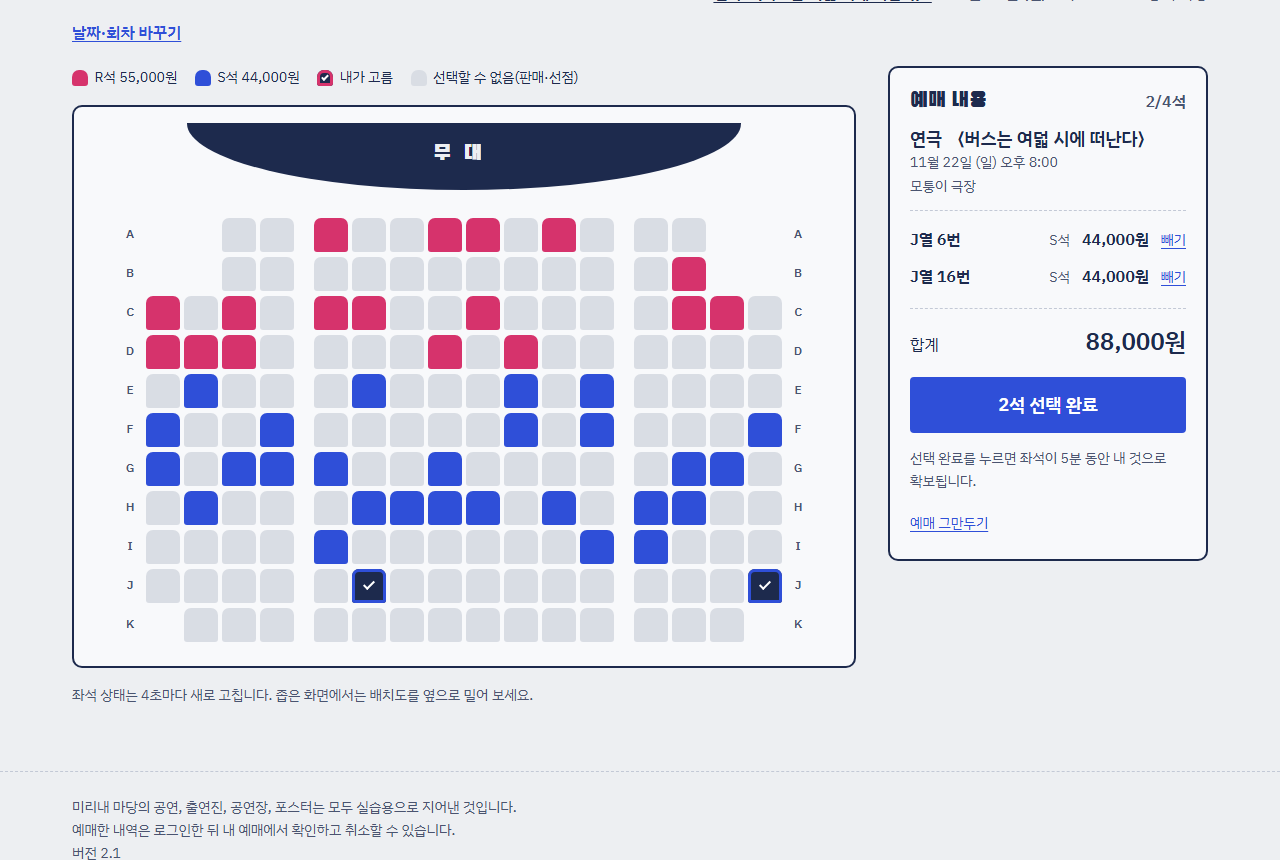 날짜·회차 바꾸기
R석 55,000원 S석 44,000원 내가 고름 선택할 수 없음(판매·선점)
무 대
A A
B B
C C
D D
E E
F F
G G
H H
I I
J J
K K
좌석 상태는 4초마다 새로 고칩니다. 좁은 화면에서는 배치도를 옆으로 밀어 보세요.
예매 내용 2/4석
연극 〈버스는 여덟 시에 떠난다〉
11월 22일 (일) 오후 8:00
모퉁이 극장
J열 6번 S석 44,000원 빼기
J열 16번 S석 44,000원 빼기
합계 88,000원
2석 선택 완료
선택 완료를 누르면 좌석이 5분 동안 내 것으로
확보됩니다.
예매 그만두기
미리내 마당의 공연, 출연진, 공연장, 포스터는 모두 실습용으로 지어낸 것입니다.
예매한 내역은 로그인한 뒤 내 예매에서 확인하고 취소할 수 있습니다.
버전 2.1